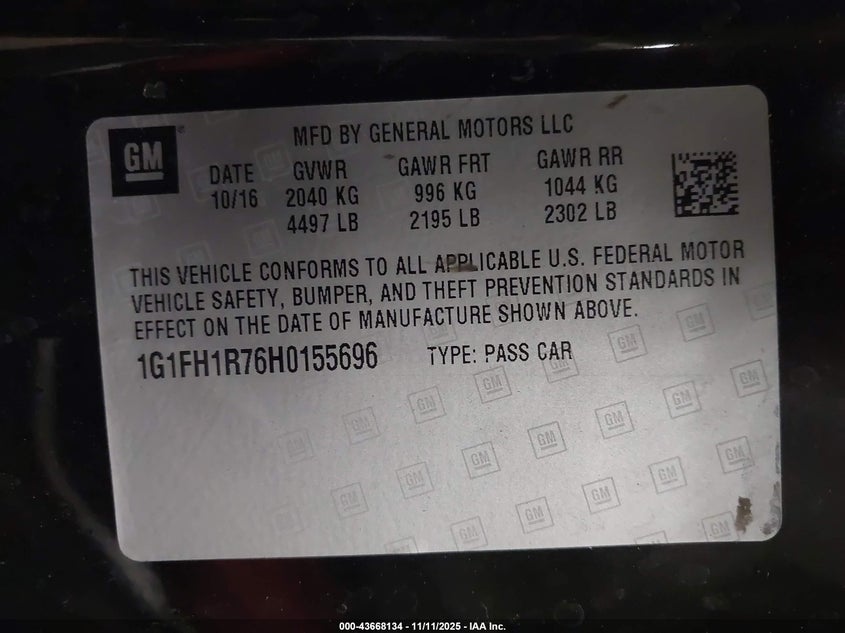 GM
MFD BY GENERAL MOTORS LLC
DATE GVWR GAWR FRT GAWR RR
10/16 2040 KG 996 KG 1044 KG
4497 LB 2195 LB 2302 LB
THIS VEHICLE CONFORMS TO ALL APPLICABLE U.S. FEDERAL MOTOR
VEHICLE SAFETY, BUMPER, AND THEFT PREVENTION STANDARDS IN
EFFECT ON THE DATE OF MANUFACTURE SHOWN ABOVE.
1G1FH1R76H0155696 TYPE: PASS CAR
000-43668134 - 11/11/2025 - IAA Inc.